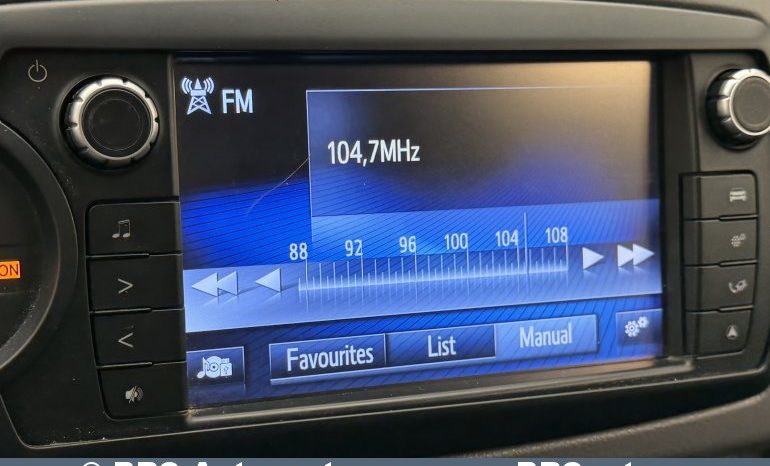 FM
104,7MHz
88 92 96 100 104 108
ON
Favourites List Manual